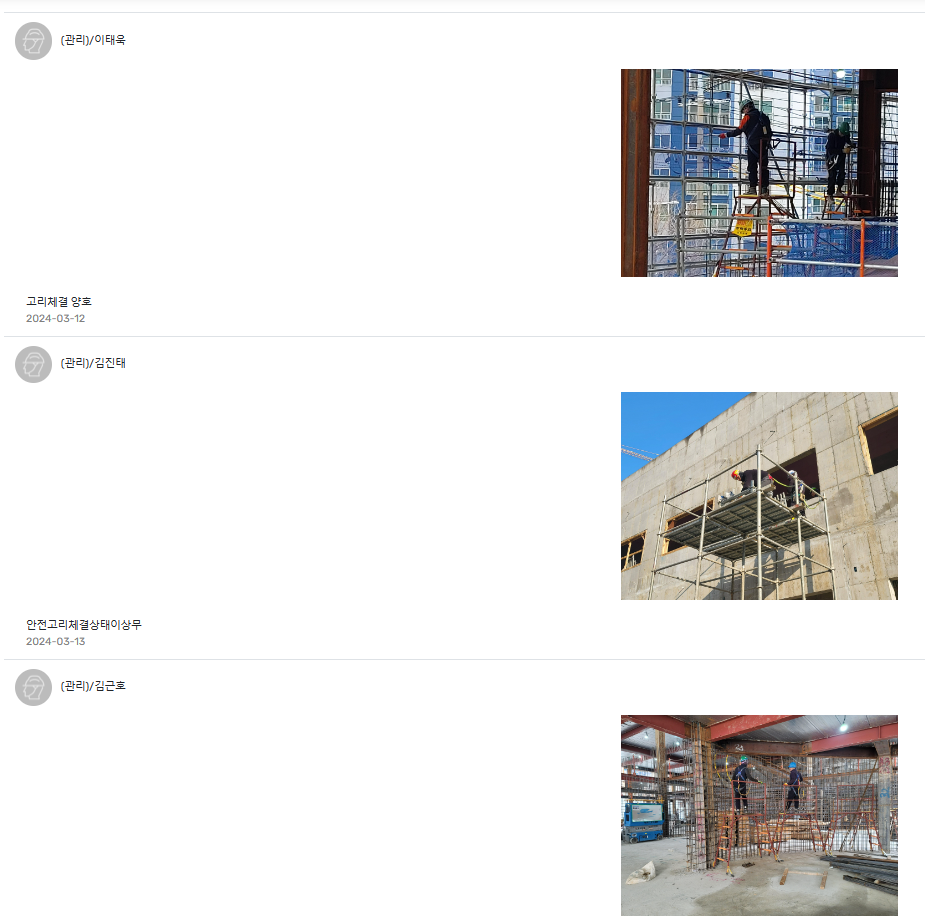 (관리)/이태욱
고리체결 양호
2024-03-12
(관리)/김진태
안전고리체결상태이상무
2024-03-13
(관리)/김근호